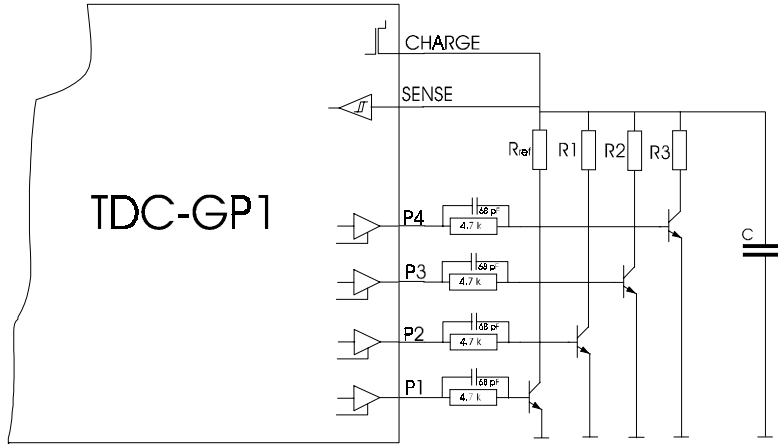 CHARGE
SENSE
Rref R1 R2 R3
TDC-GP1
P4 68 pF
4.7 k
C
P3 68 pF
4.7 k
P2 68 pF
4.7 k
P1 68 pF
4.7 k